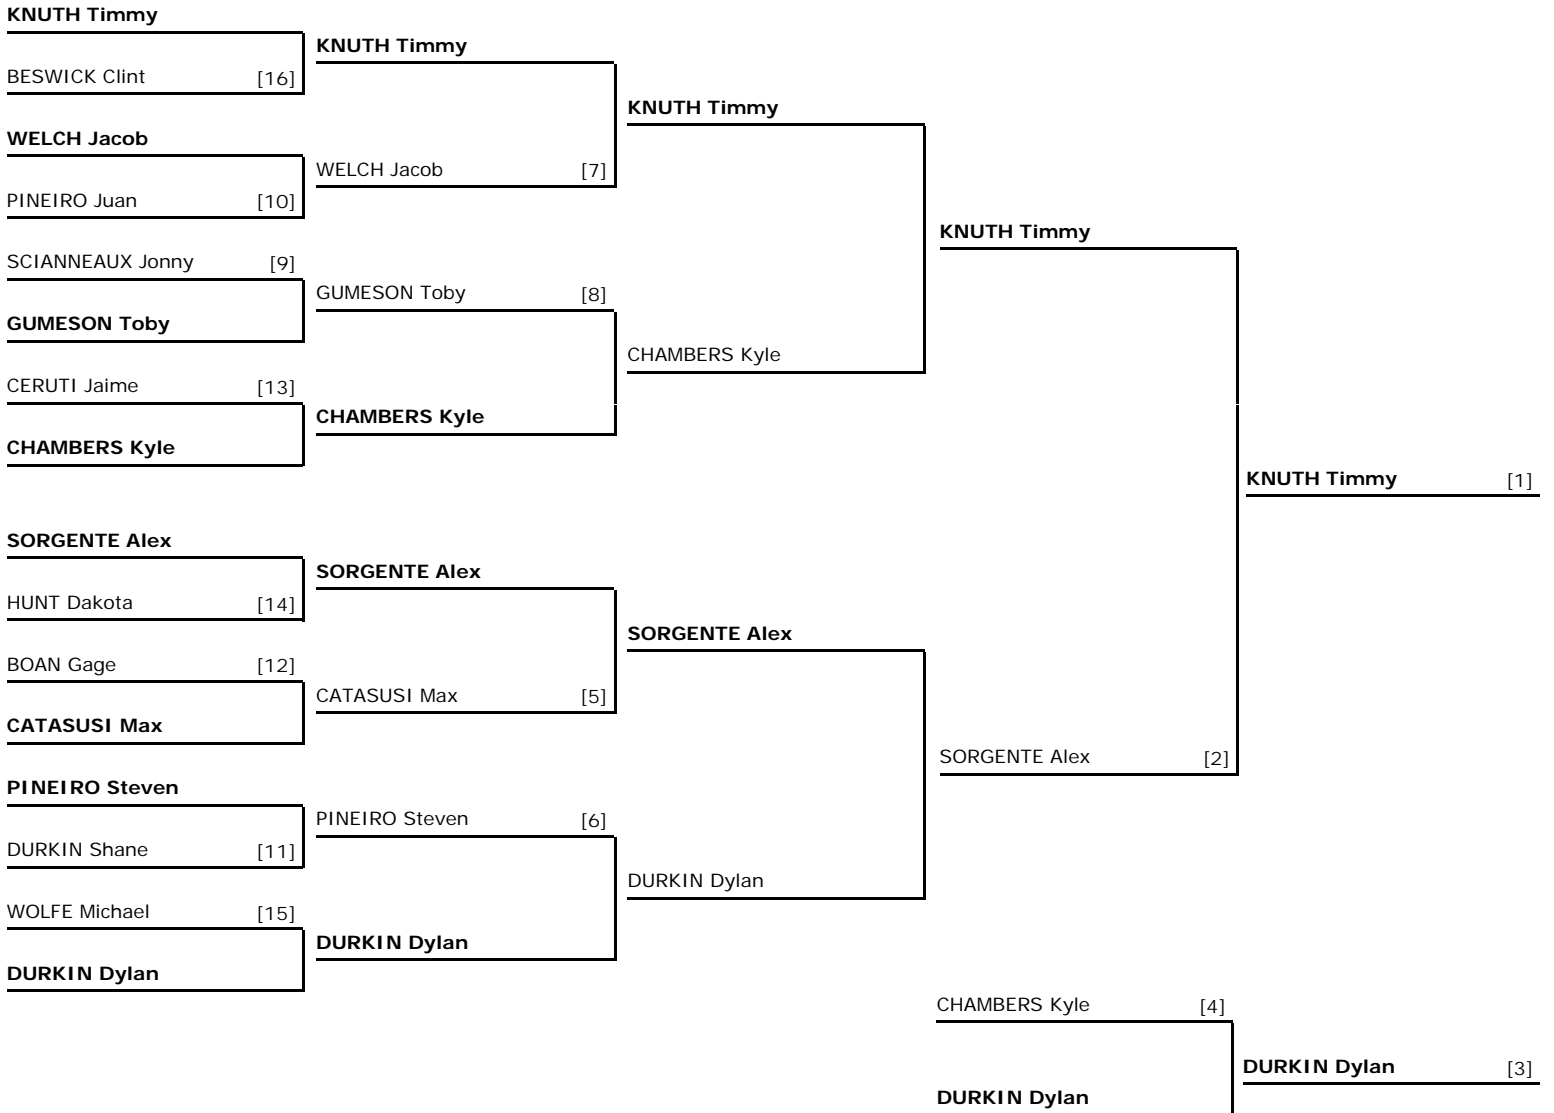 KNUTH Timmy
KNUTH Timmy
BESWICK Clint [16]
KNUTH Timmy
WELCH Jacob
WELCH Jacob [7]
PINEIRO Juan [10]
KNUTH Timmy
SCIANNEAUX Jonny [9]
GUMESON Toby [8]
GUMESON Toby
CHAMBERS Kyle
CERUTI Jaime [13]
CHAMBERS Kyle
CHAMBERS Kyle
KNUTH Timmy [1]
SORGENTE Alex
SORGENTE Alex
HUNT Dakota [14]
SORGENTE Alex
BOAN Gage [12]
CATASUSI Max [5]
CATASUSI Max
SORGENTE Alex [2]
PINEIRO Steven
PINEIRO Steven [6]
DURKIN Shane [11]
DURKIN Dylan
WOLFE Michael [15]
DURKIN Dylan
DURKIN Dylan
CHAMBERS Kyle [4]
DURKIN Dylan [3]
DURKIN Dylan